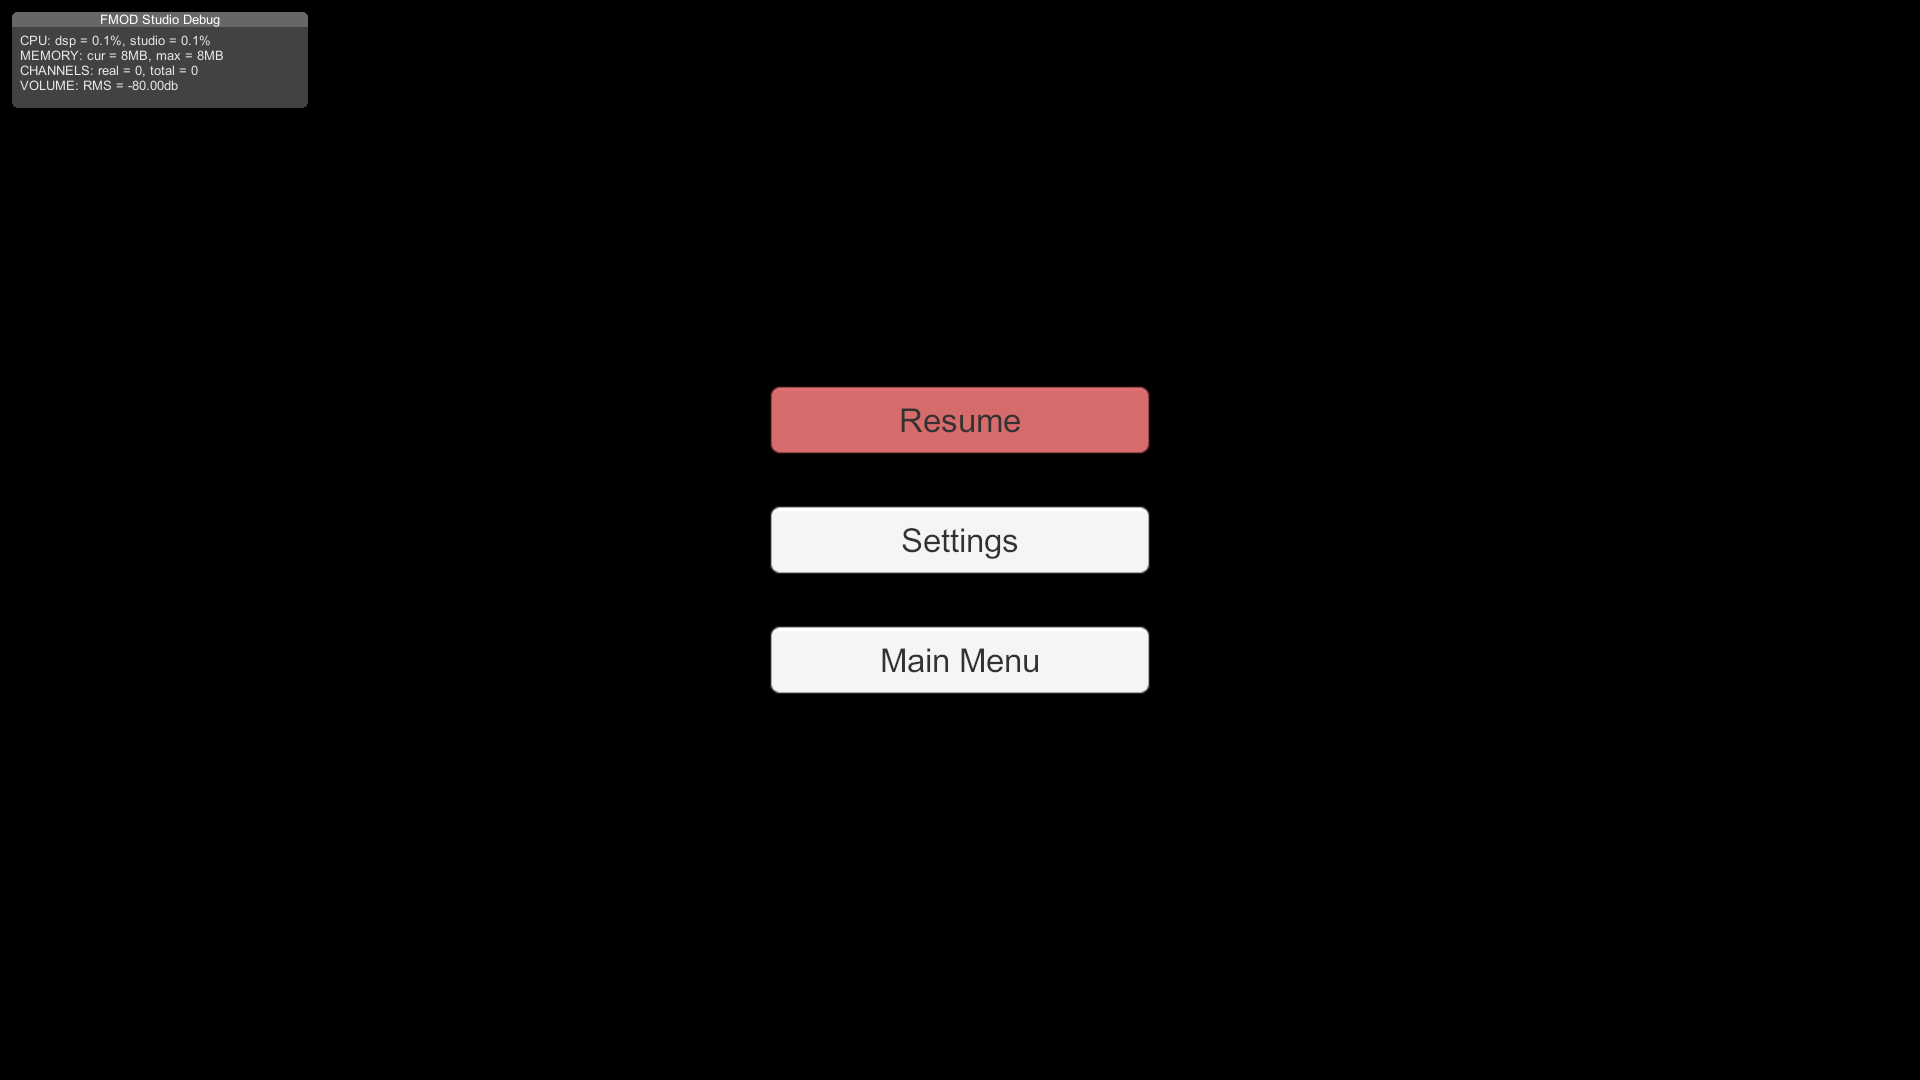 FMOD Studio Debug
CPU: dsp = 0.1%, studio = 0.1%
MEMORY: cur = 8MB, max = 8MB
CHANNELS: real = 0, total = 0
VOLUME: RMS = -80.00db
Resume
Settings
Main Menu